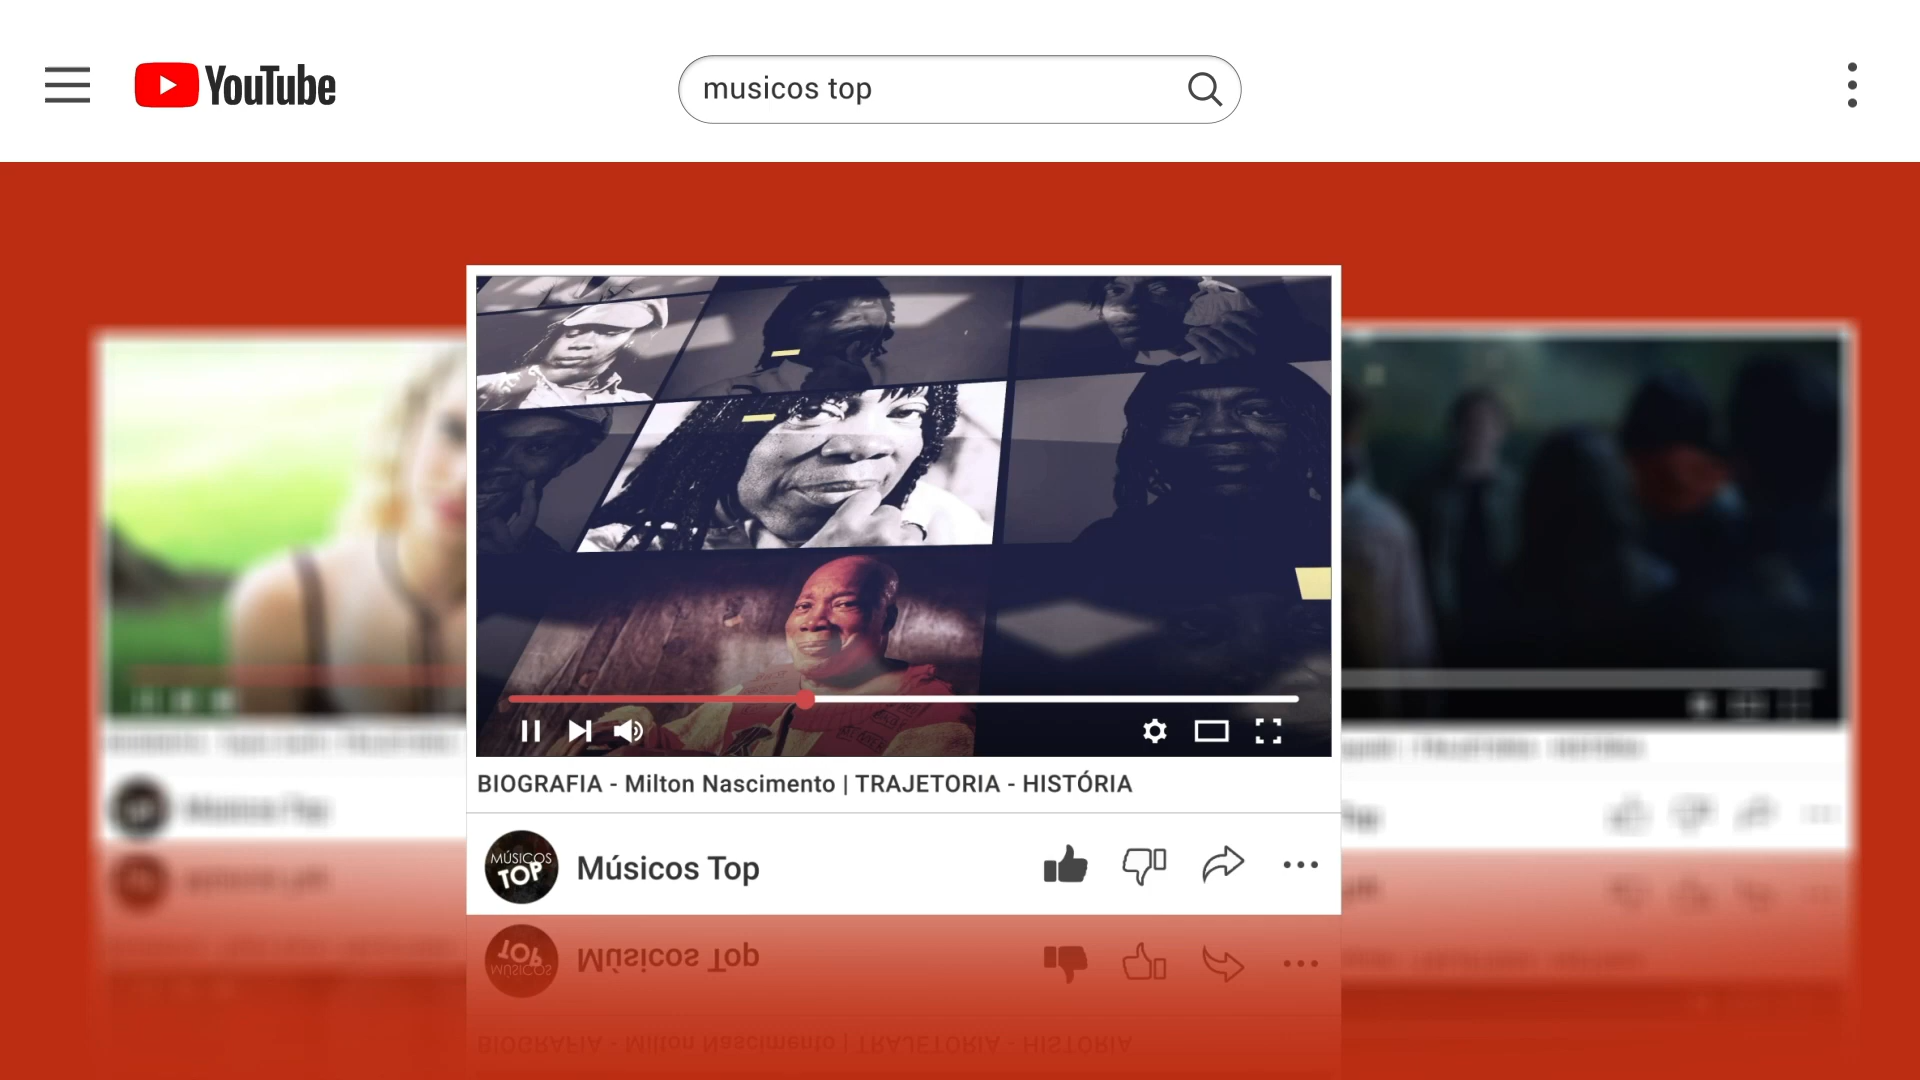 YouTube
musicos top
BIOGRAFIA - Milton Nascimento | TRAJETORIA - HISTÓRIA
MÚSICOS
TOP
Músicos Top